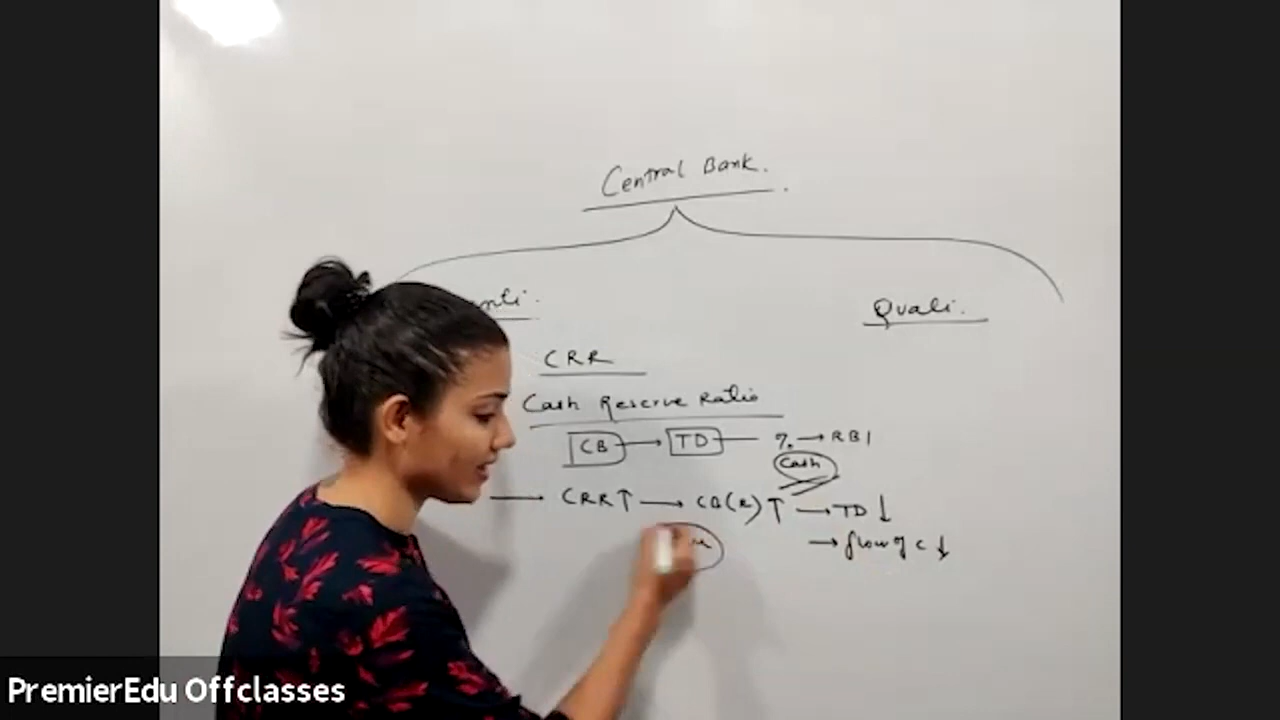 Central Bank.
Quali.
CRR
Cash Reserve Ratio
CB → TD — % → RBI
Cash
→ CRR↑ → CB(R)↑ → TD↓
→ flow of C ↓
PremierEdu Offclasses